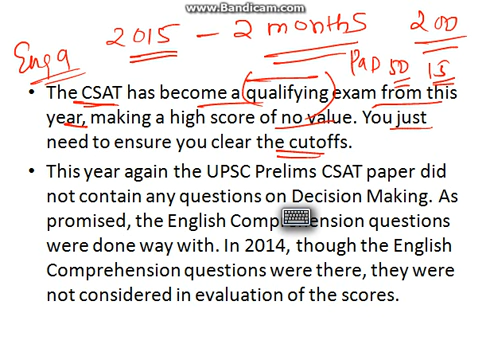 www.Bandicam.com
Eng 9
2015 - 2 months
200
Pap 50 15
• The CSAT has become a qualifying exam from this
year, making a high score of no value. You just
need to ensure you clear the cutoffs.
• This year again the UPSC Prelims CSAT paper did
not contain any questions on Decision Making. As
promised, the English Comprehension questions
were done way with. In 2014, though the English
Comprehension questions were there, they were
not considered in evaluation of the scores.